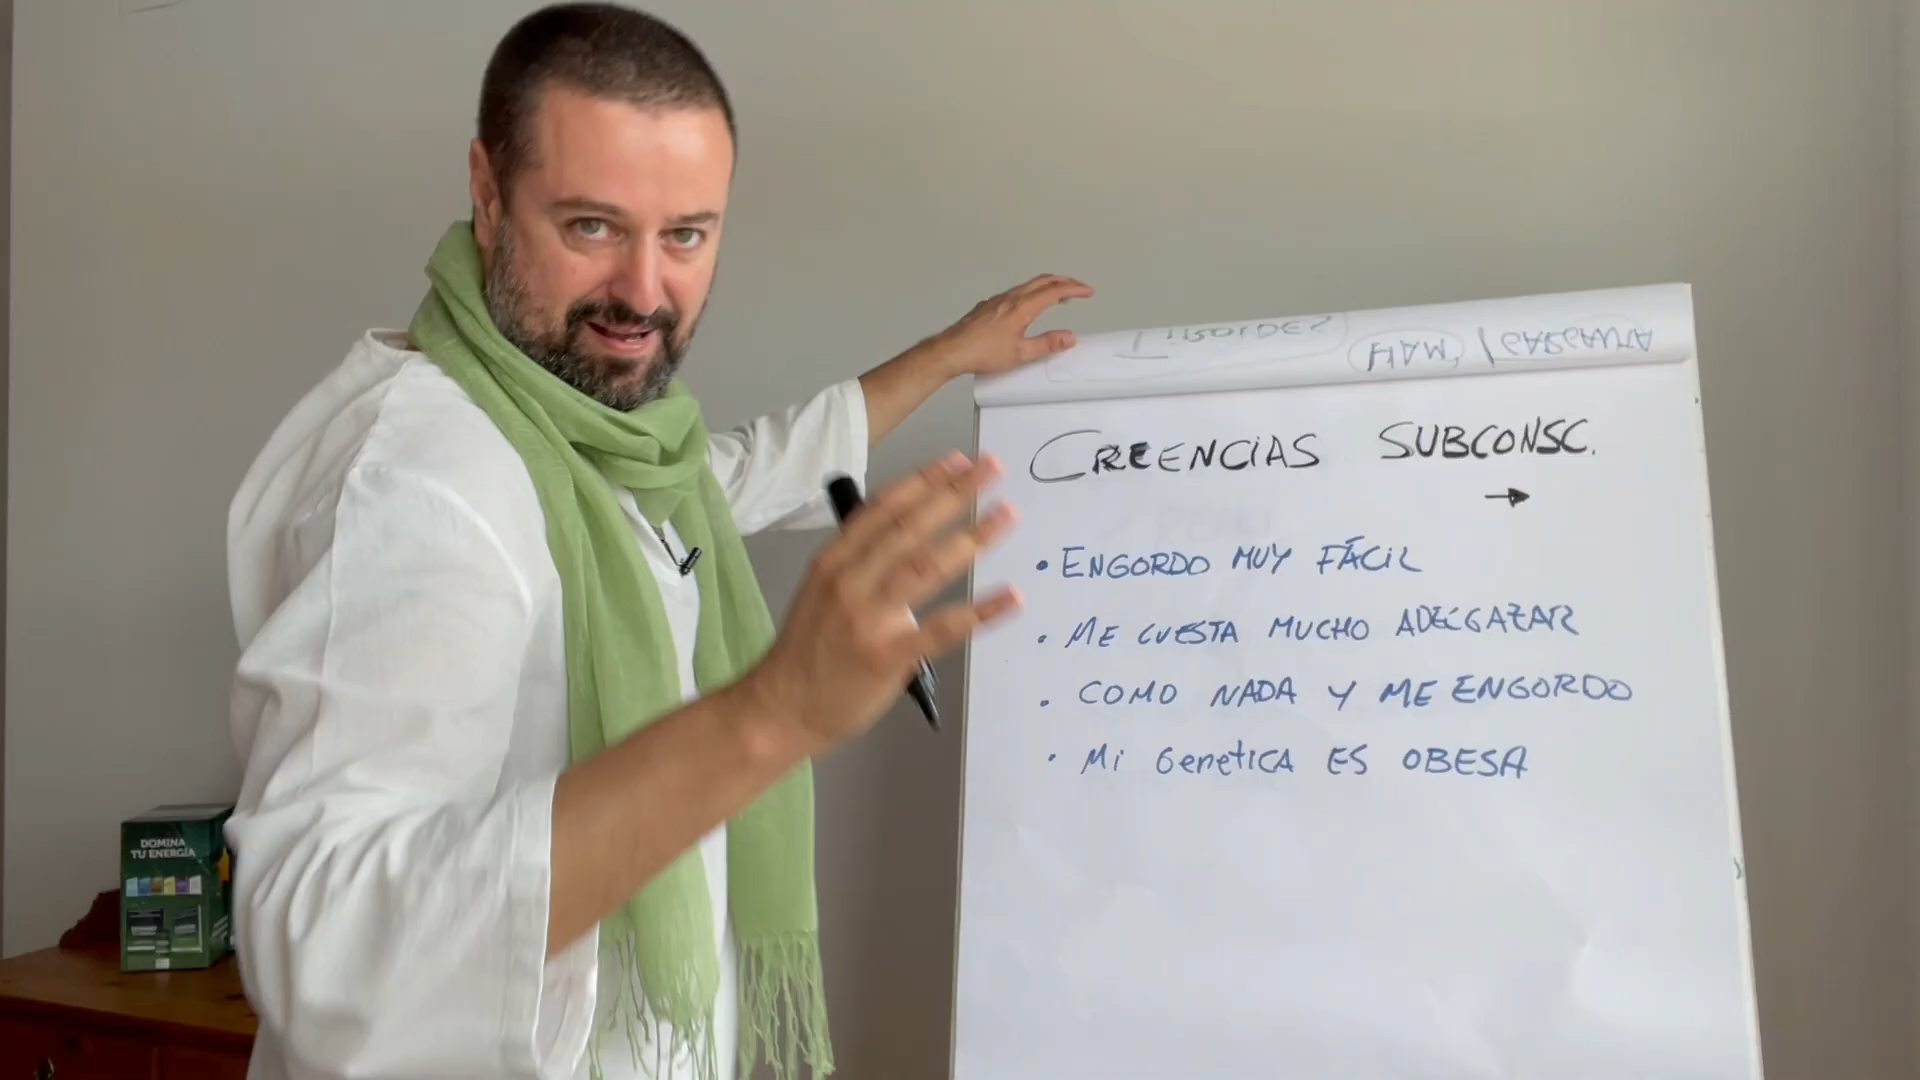 CREENCIAS SUBCONSC.
→
• ENGORDO MUY FÁCIL
• ME CUESTA MUCHO ADELGAZAR
• COMO NADA Y ME ENGORDO
• Mi GenetiCA ES OBESA
DOMINA
TU ENERGÍA